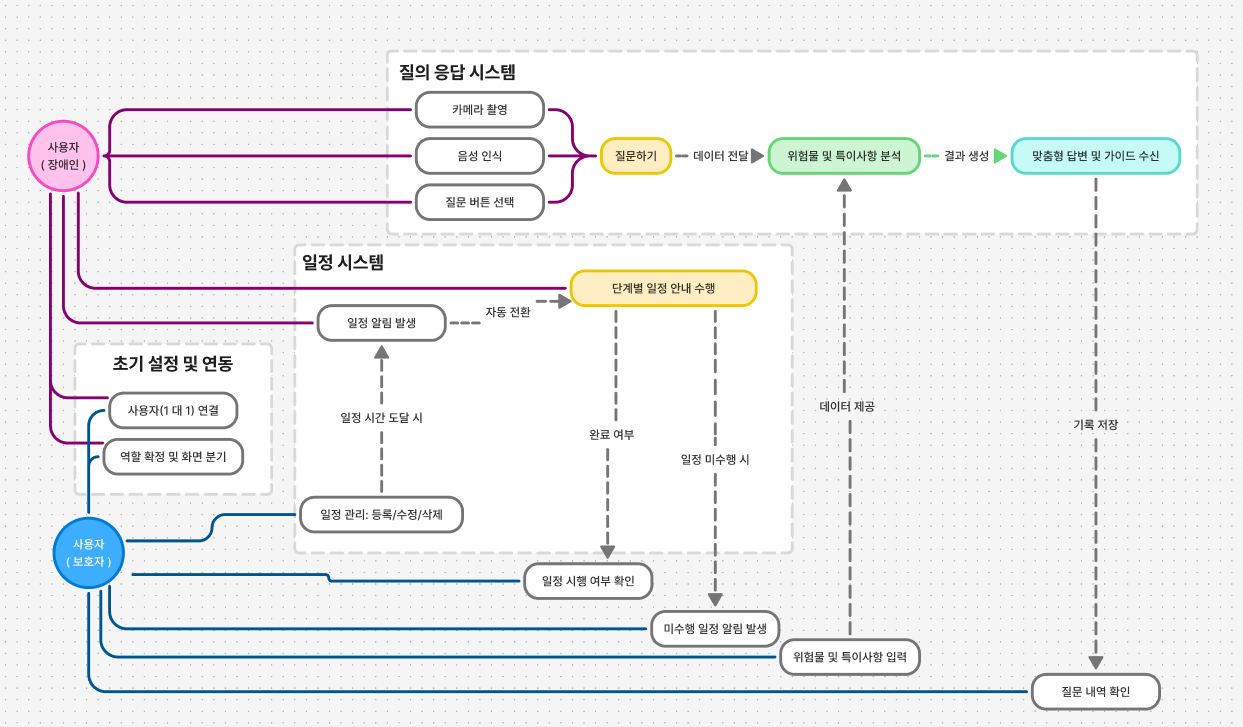 질의 응답 시스템
카메라 촬영
사용자
( 장애인 )
음성 인식
질문하기
데이터 전달
위험물 및 특이사항 분석
결과 생성
맞춤형 답변 및 가이드 수신
질문 버튼 선택
일정 시스템
단계별 일정 안내 수행
자동 전환
일정 알림 발생
초기 설정 및 연동
사용자(1 대 1) 연결
역할 확정 및 화면 분기
일정 시간 도달 시
완료 여부
일정 미수행 시
데이터 제공
기록 저장
일정 관리: 등록/수정/삭제
사용자
( 보호자 )
일정 시행 여부 확인
미수행 일정 알림 발생
위험물 및 특이사항 입력
질문 내역 확인